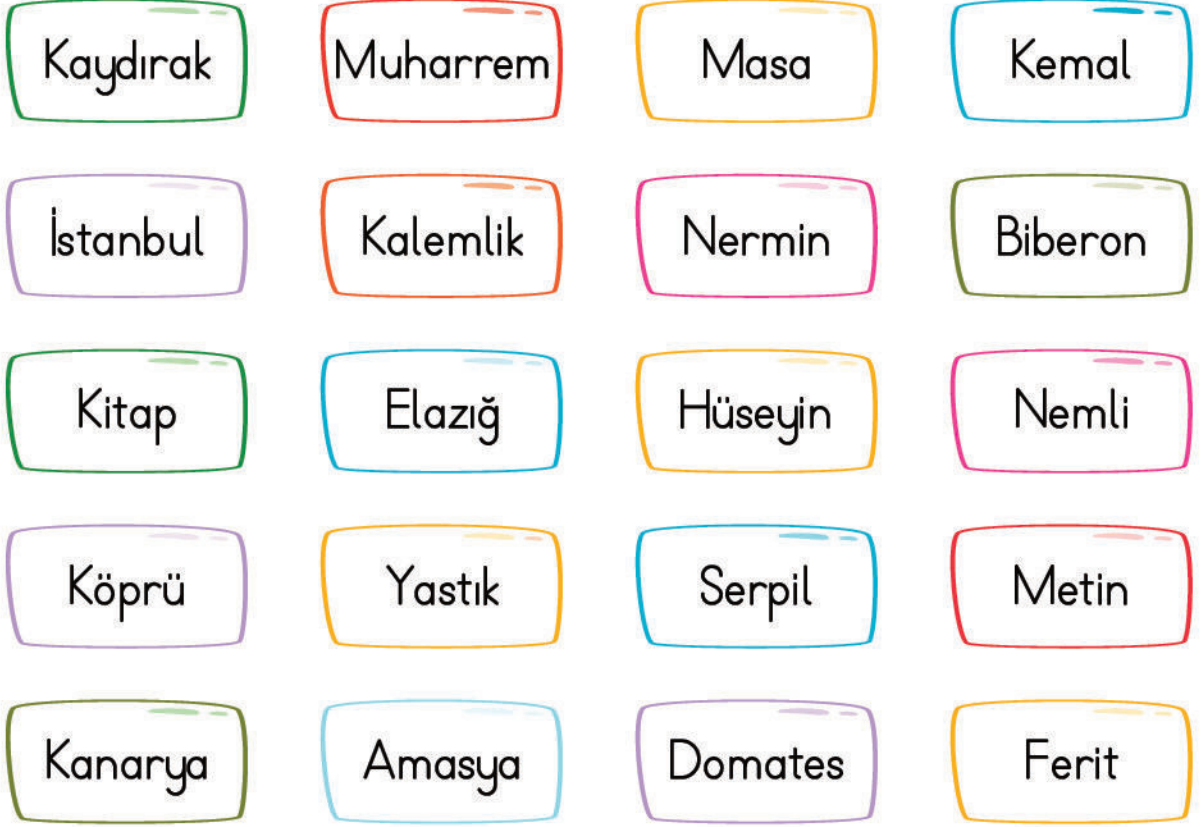 Kaydırak Muharrem Masa Kemal
İstanbul Kalemlik Nermin Biberon
Kitap Elazığ Hüseyin Nemli
Köprü Yastık Serpil Metin
Kanarya Amasya Domates Ferit